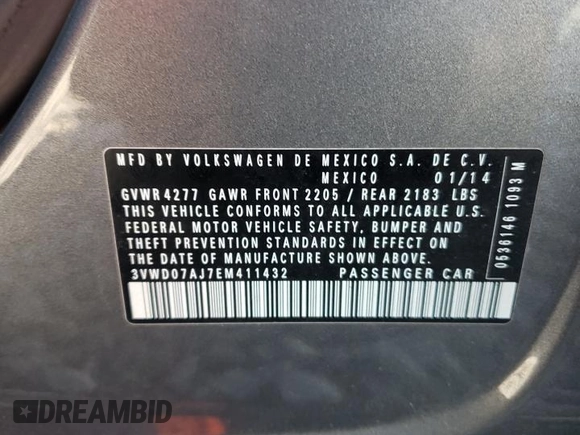 MFD BY VOLKSWAGEN DE MEXICO S.A. DE C.V.
MEXICO 01/14
GVWR 4277 GAWR FRONT 2205 / REAR 2183 LBS
THIS VEHICLE CONFORMS TO ALL APPLICABLE U.S.
FEDERAL MOTOR VEHICLE SAFETY, BUMPER AND
THEFT PREVENTION STANDARDS IN EFFECT ON
THE DATE OF MANUFACTURE SHOWN ABOVE.
3VWD07AJ7EM411432 PASSENGER CAR
0536146 1093 M
DREAMBID